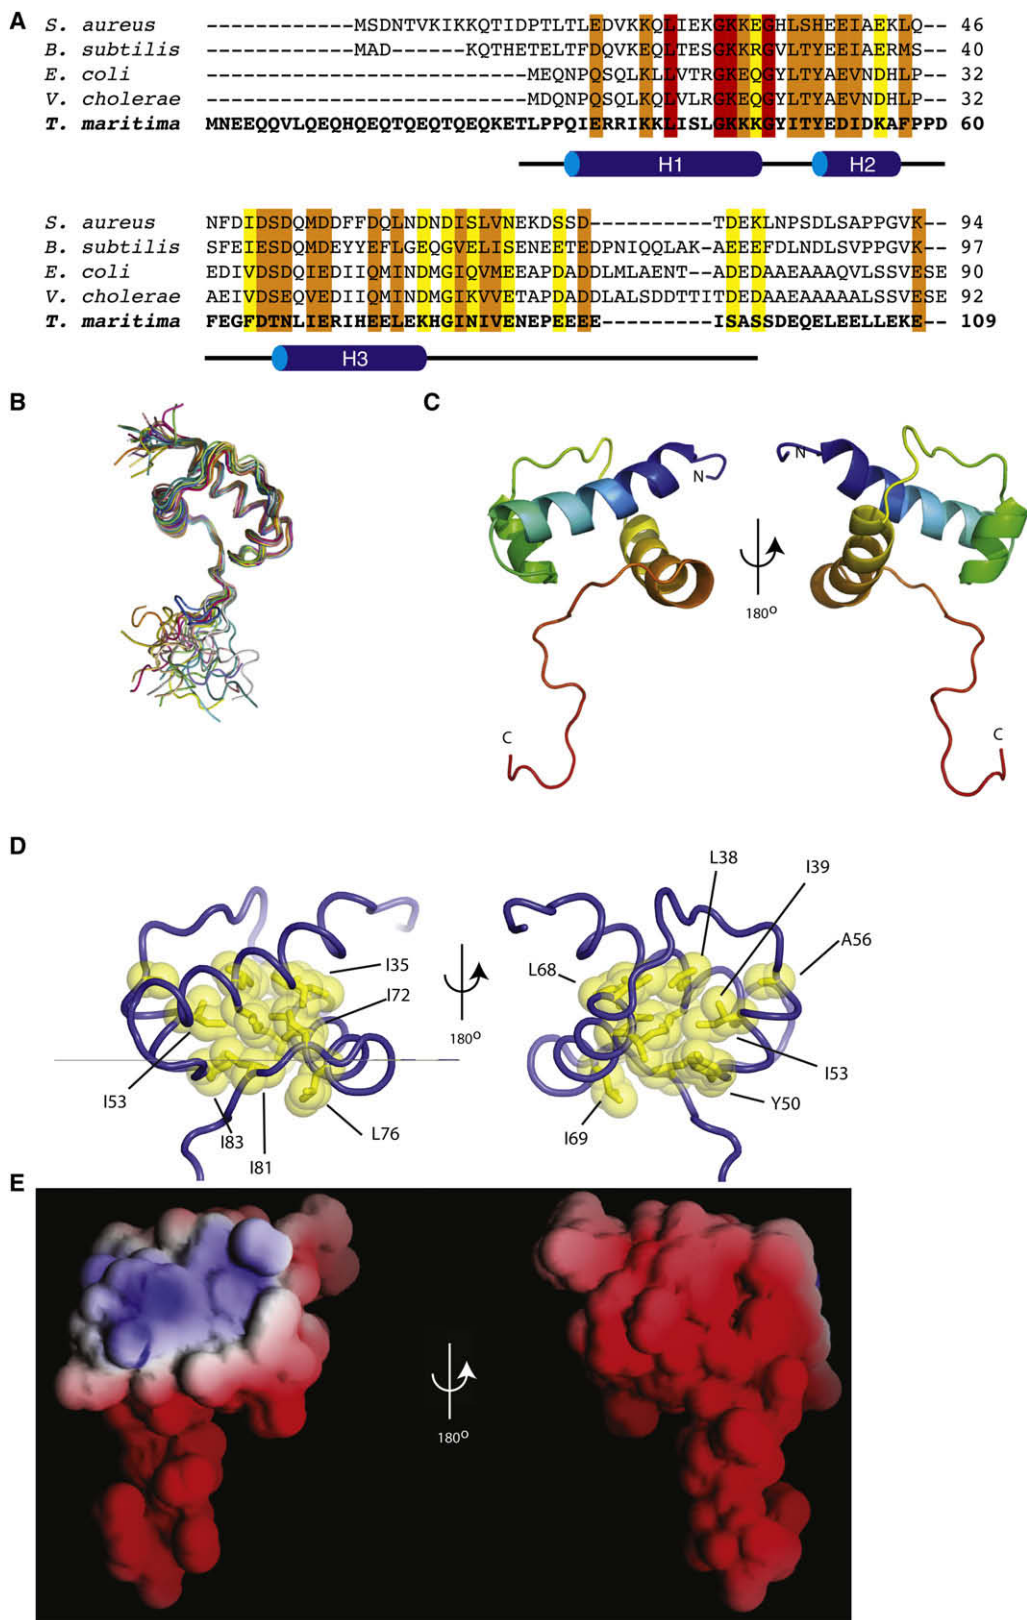 A
S. aureus ------------MSDNTVKIKKQTIDPTLTLEDVKKQLIEKGKKEGHLSHEEIAEKLQ-- 46
B. subtilis ------------MAD------KQTHETELTFDQVKEQLTESGKKRGVLTYEEIAERMS-- 40
E. coli --------------------------MEQNPQSQLKLLVTRGKEQGYLTYAEVNDHLP-- 32
V. cholerae --------------------------MDQNPQSQLKQLVLRGKEQGYLTYAEVNDHLP-- 32
T. maritima MNEEQQVLQEQHQEQTQEQTQEQKETLPPQIERRIKKLISLGKKKGYITYEDIDKAFPPD 60
H1 H2
S. aureus NFDIDSDQMDDFFDQLNDNDISLVNEKDSSD----------TDEKLNPSDLSAPPGVK-- 94
B. subtilis SFEIESDQMDEYYEFLGEQGVELISENEETEDPNIQQLAK-AEEEFDLNDLSVPPGVK-- 97
E. coli EDIVDSDQIEDIIQMINDMGIQVMEEAPDADDLMLAENT--ADEDAAEAAAQVLSSVESE 90
V. cholerae AEIVDSEQVEDIIQMINDMGIKVVETAPDADDLALSDDTTITDEDAAEAAAAALSSVESE 92
T. maritima FEGFDTNLIERIHEELEKHGINIVENEPEEEE---------ISASSDEQELEELLEKE-- 109
H3
B
C
N
N
180°
C
C
D
L38
I39
I35
A56
L68
I72
180°
I53
I53
Y50
I83
L76
I69
I81
E
180°